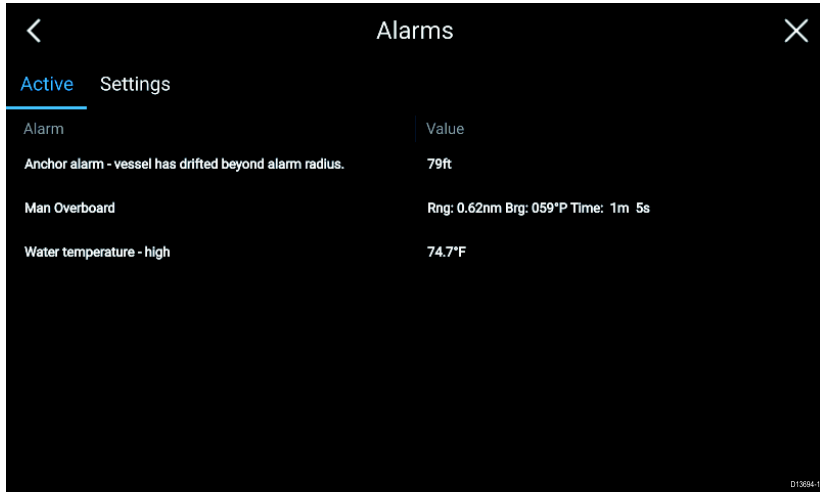 Alarms
Active Settings
Alarm Value
Anchor alarm - vessel has drifted beyond alarm radius. 79ft
Man Overboard Rng: 0.62nm Brg: 059°P Time: 1m 5s
Water temperature - high 74.7°F
D13694-1